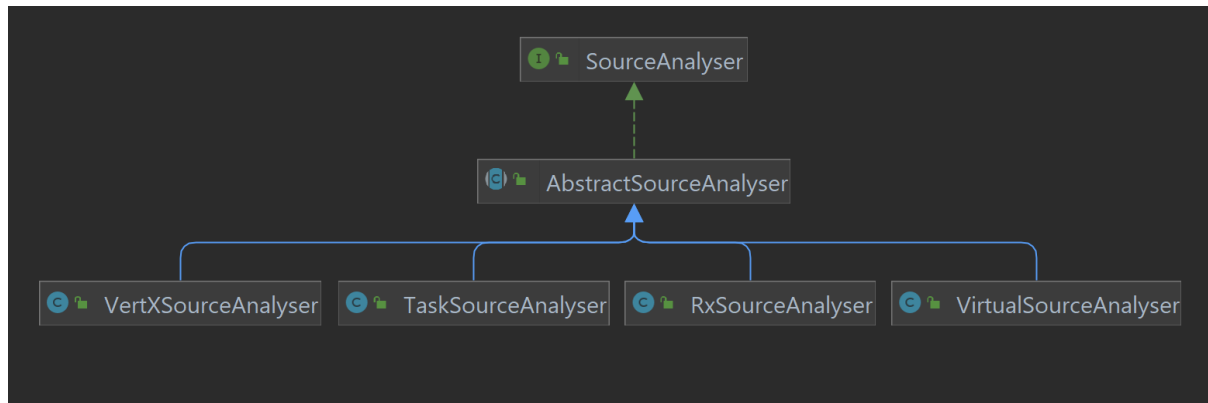 I SourceAnalyser
C AbstractSourceAnalyser
C VertXSourceAnalyser
C TaskSourceAnalyser
C RxSourceAnalyser
C VirtualSourceAnalyser